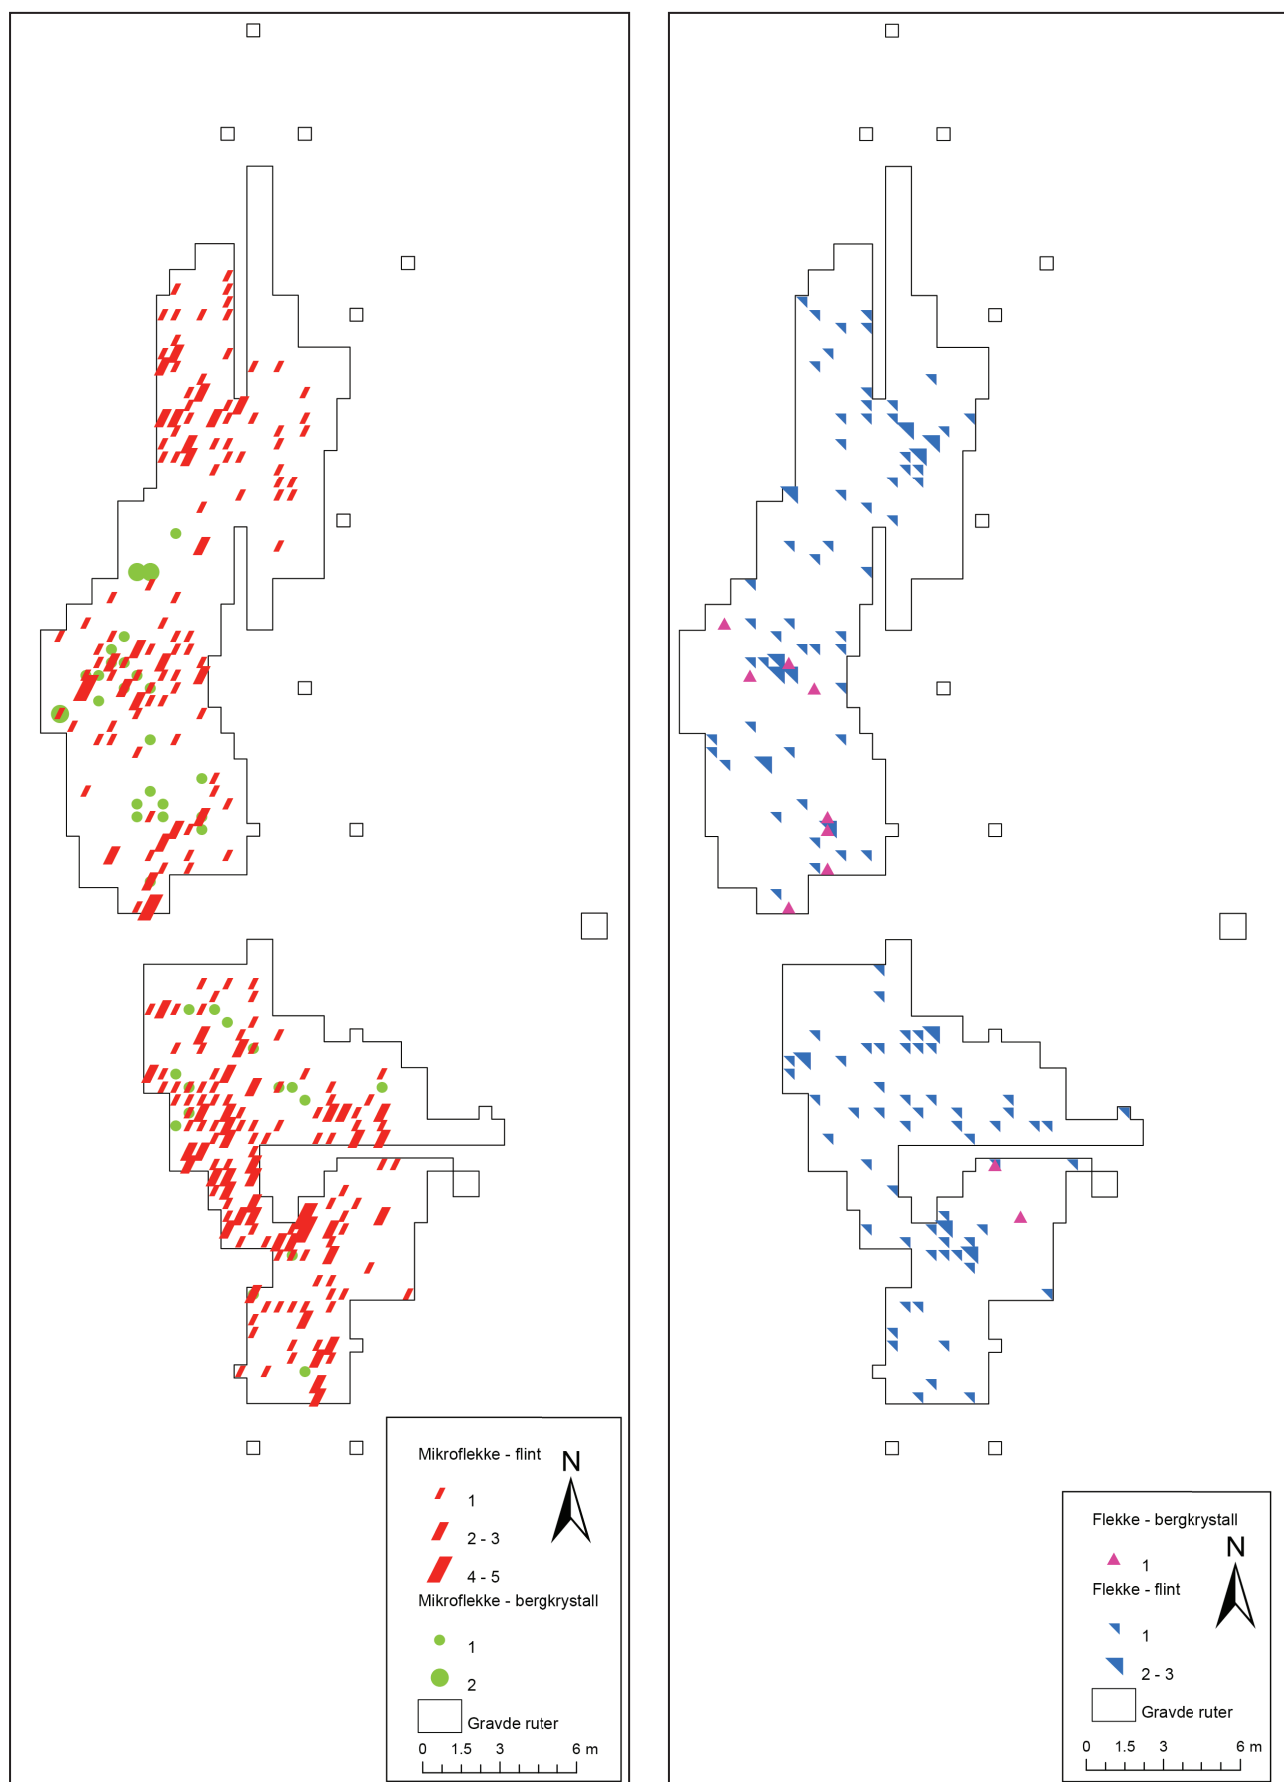 Mikroflekke - flint
N
1
2 - 3
4 - 5
Mikroflekke - bergkrystall
1
2
Gravde ruter
0 1.5 3 6 m
Flekke - bergkrystall
N
1
Flekke - flint
1
2 - 3
Gravde ruter
0 1.5 3 6 m